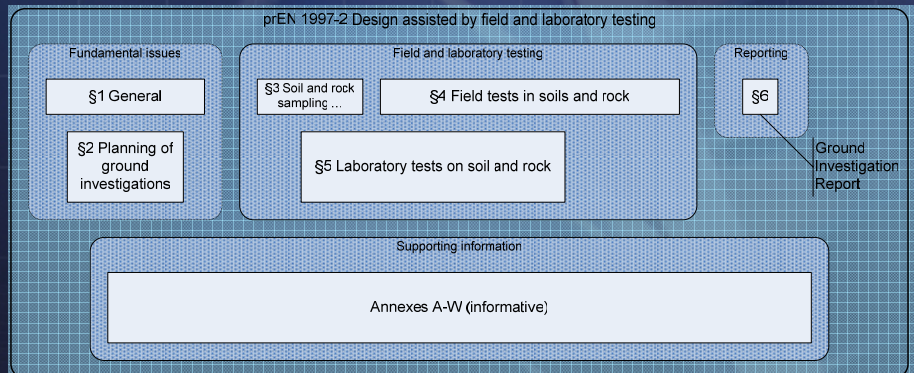 prEN 1997-2 Design assisted by field and laboratory testing
Fundamental issues
§1 General
§2 Planning of
ground
investigations
Field and laboratory testing
§3 Soil and rock
sampling ...
§4 Field tests in soils and rock
§5 Laboratory tests on soil and rock
Reporting
§6
Ground
Investigation
Report
Supporting information
Annexes A-W (informative)